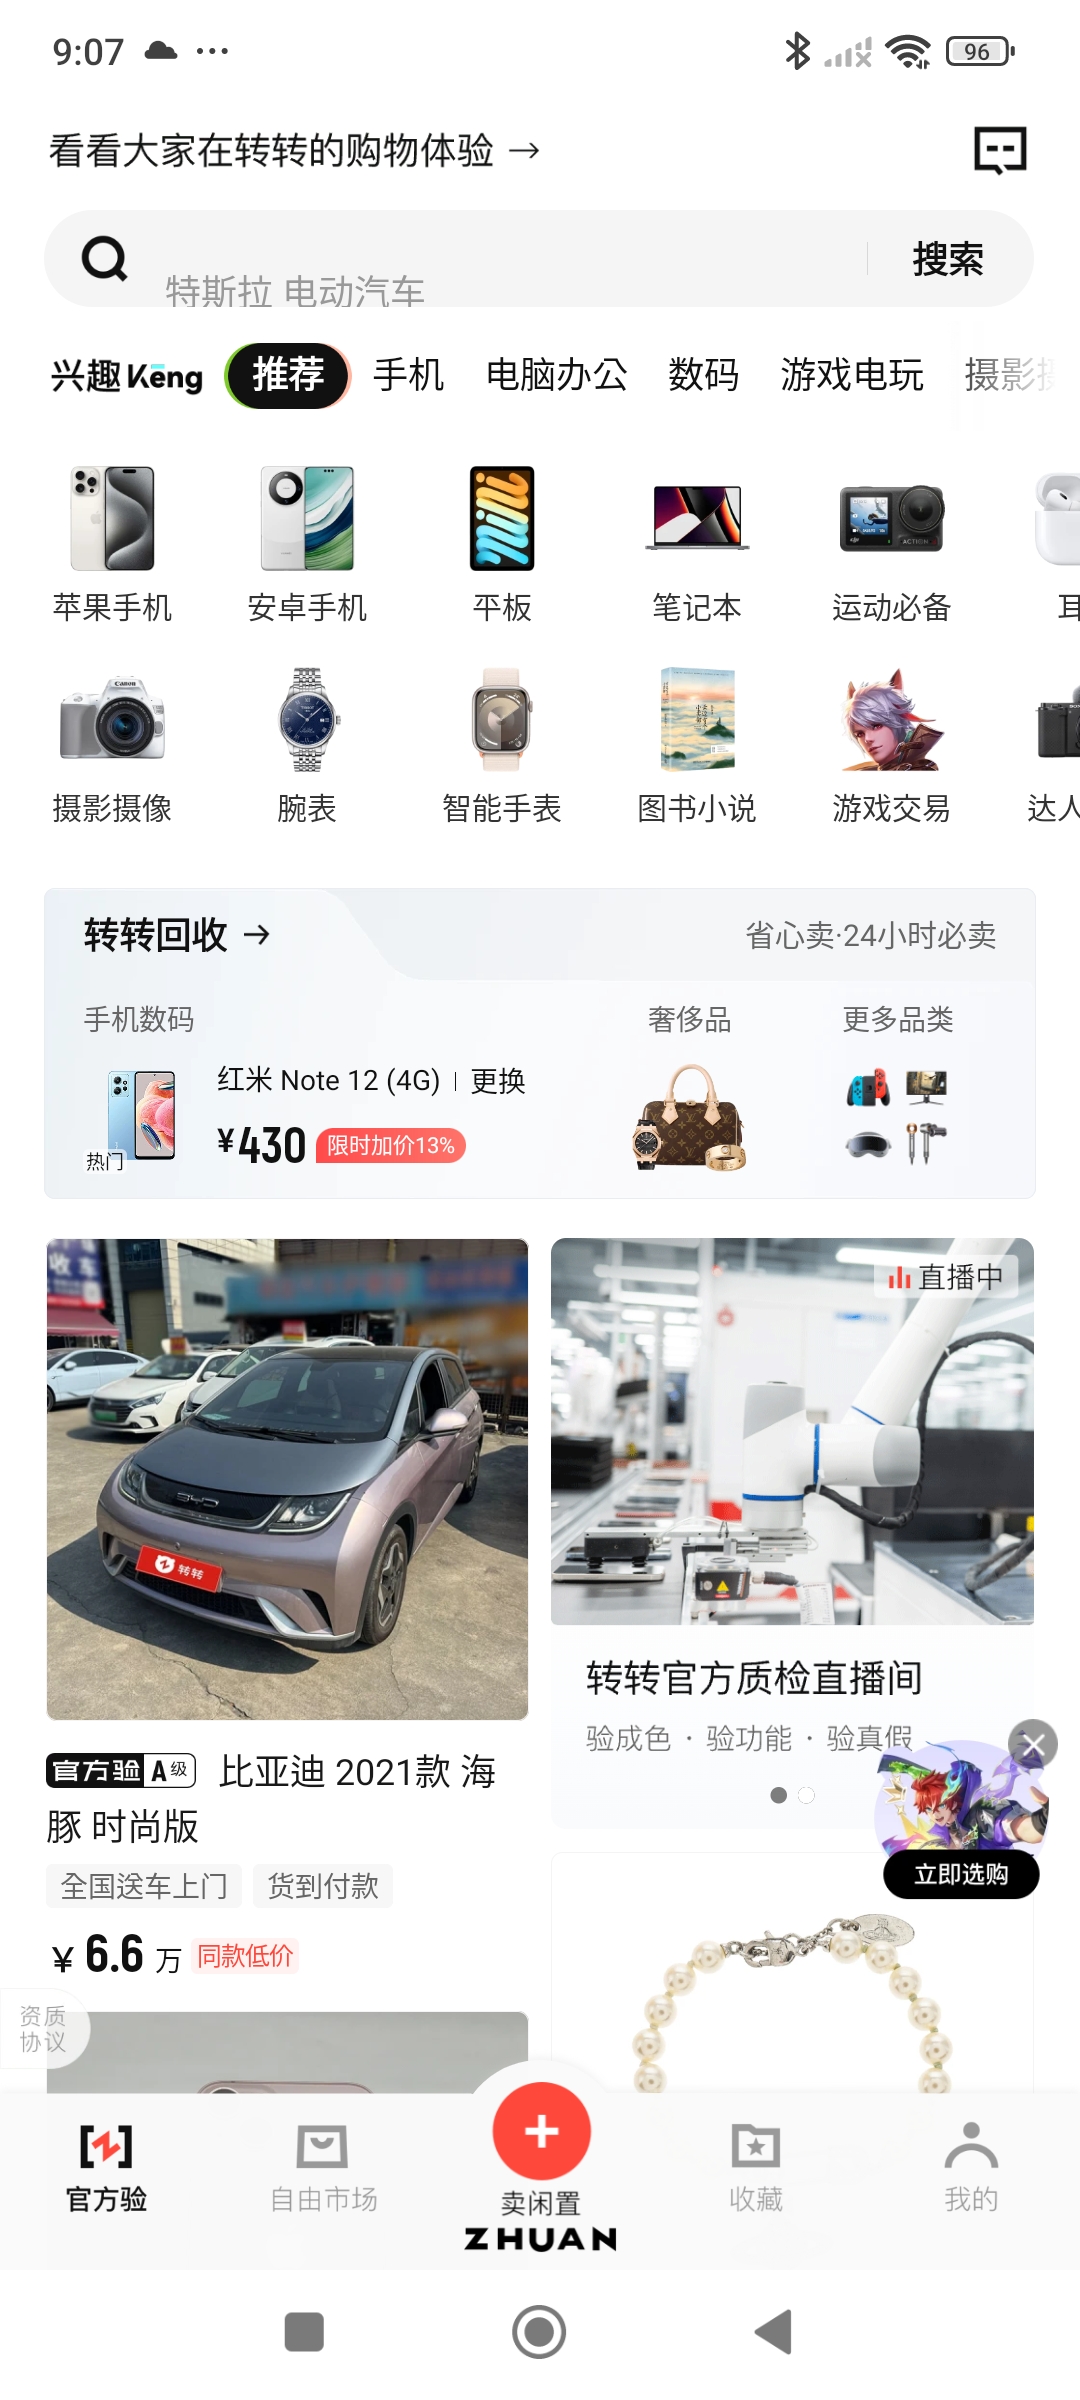 9:07
96
看看大家在转转的购物体验 →
特斯拉 电动汽车
搜索
兴趣 Keng 推荐 手机 电脑办公 数码 游戏电玩 摄影
苹果手机 安卓手机 平板 笔记本 运动必备
摄影摄像 腕表 智能手表 图书小说 游戏交易 达人
转转回收 →
省心卖·24小时必卖
手机数码 奢侈品 更多品类
红米 Note 12 (4G) 更换
¥430 限时加价13%
热门
直播中
BYD
转转
转转官方质检直播间
验成色 · 验功能 · 验真假
立即选购
官方验 A级 比亚迪 2021款 海
豚 时尚版
全国送车上门 货到付款
¥ 6.6 万 同款低价
资质
协议
官方验 自由市场 卖闲置 收藏 我的
ZHUAN